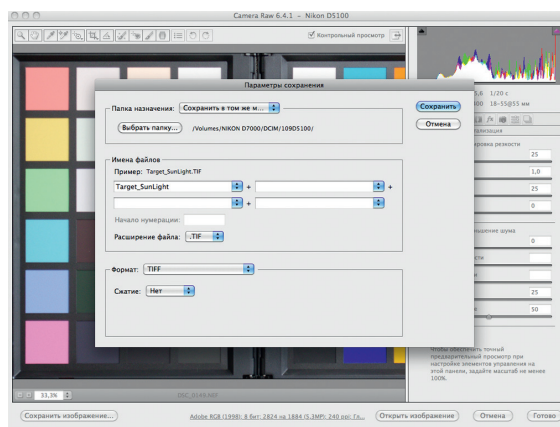 Camera Raw 6.4.1 – Nikon D5100
Контрольный просмотр
Параметры сохранения
Папка назначения: Сохранить в том же м...
Сохранить
Выбрать папку... /Volumes/NIKON D7000/DCIM/109D5100/
Отмена
Имена файлов
Пример: Target_SunLight.TIF
Target_SunLight + +
+
Начало нумерации:
Расширение файла: .TIF
Формат: TIFF
Сжатие: Нет
1/20 с
18-55@55 мм
25
1,0
25
0
0
25
50
Чтобы обеспечить точный
предварительный просмотр при
настройке элементов управления на
этой панели, задайте масштаб не менее
100%.
33,3% DSC_0149.NEF
Сохранить изображение... Adobe RGB (1998); 8 бит; 2824 на 1884 (5,3МП); 240 ppi; Гл... Открыть изображение Отмена Готово